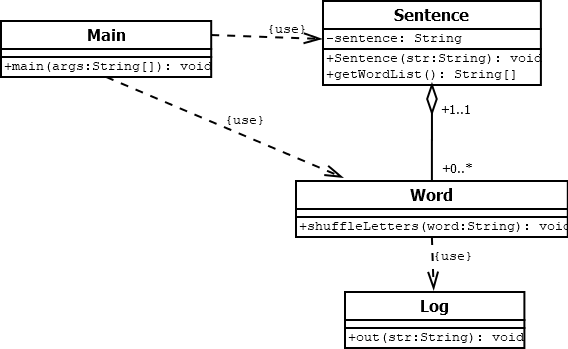 Sentence
-sentence: String
+Sentence(str:String): void
+getWordList(): String[]
Main
+main(args:String[]): void
{use}
{use}
+1..1
+0..*
Word
+shuffleLetters(word:String): void
{use}
Log
+out(str:String): void